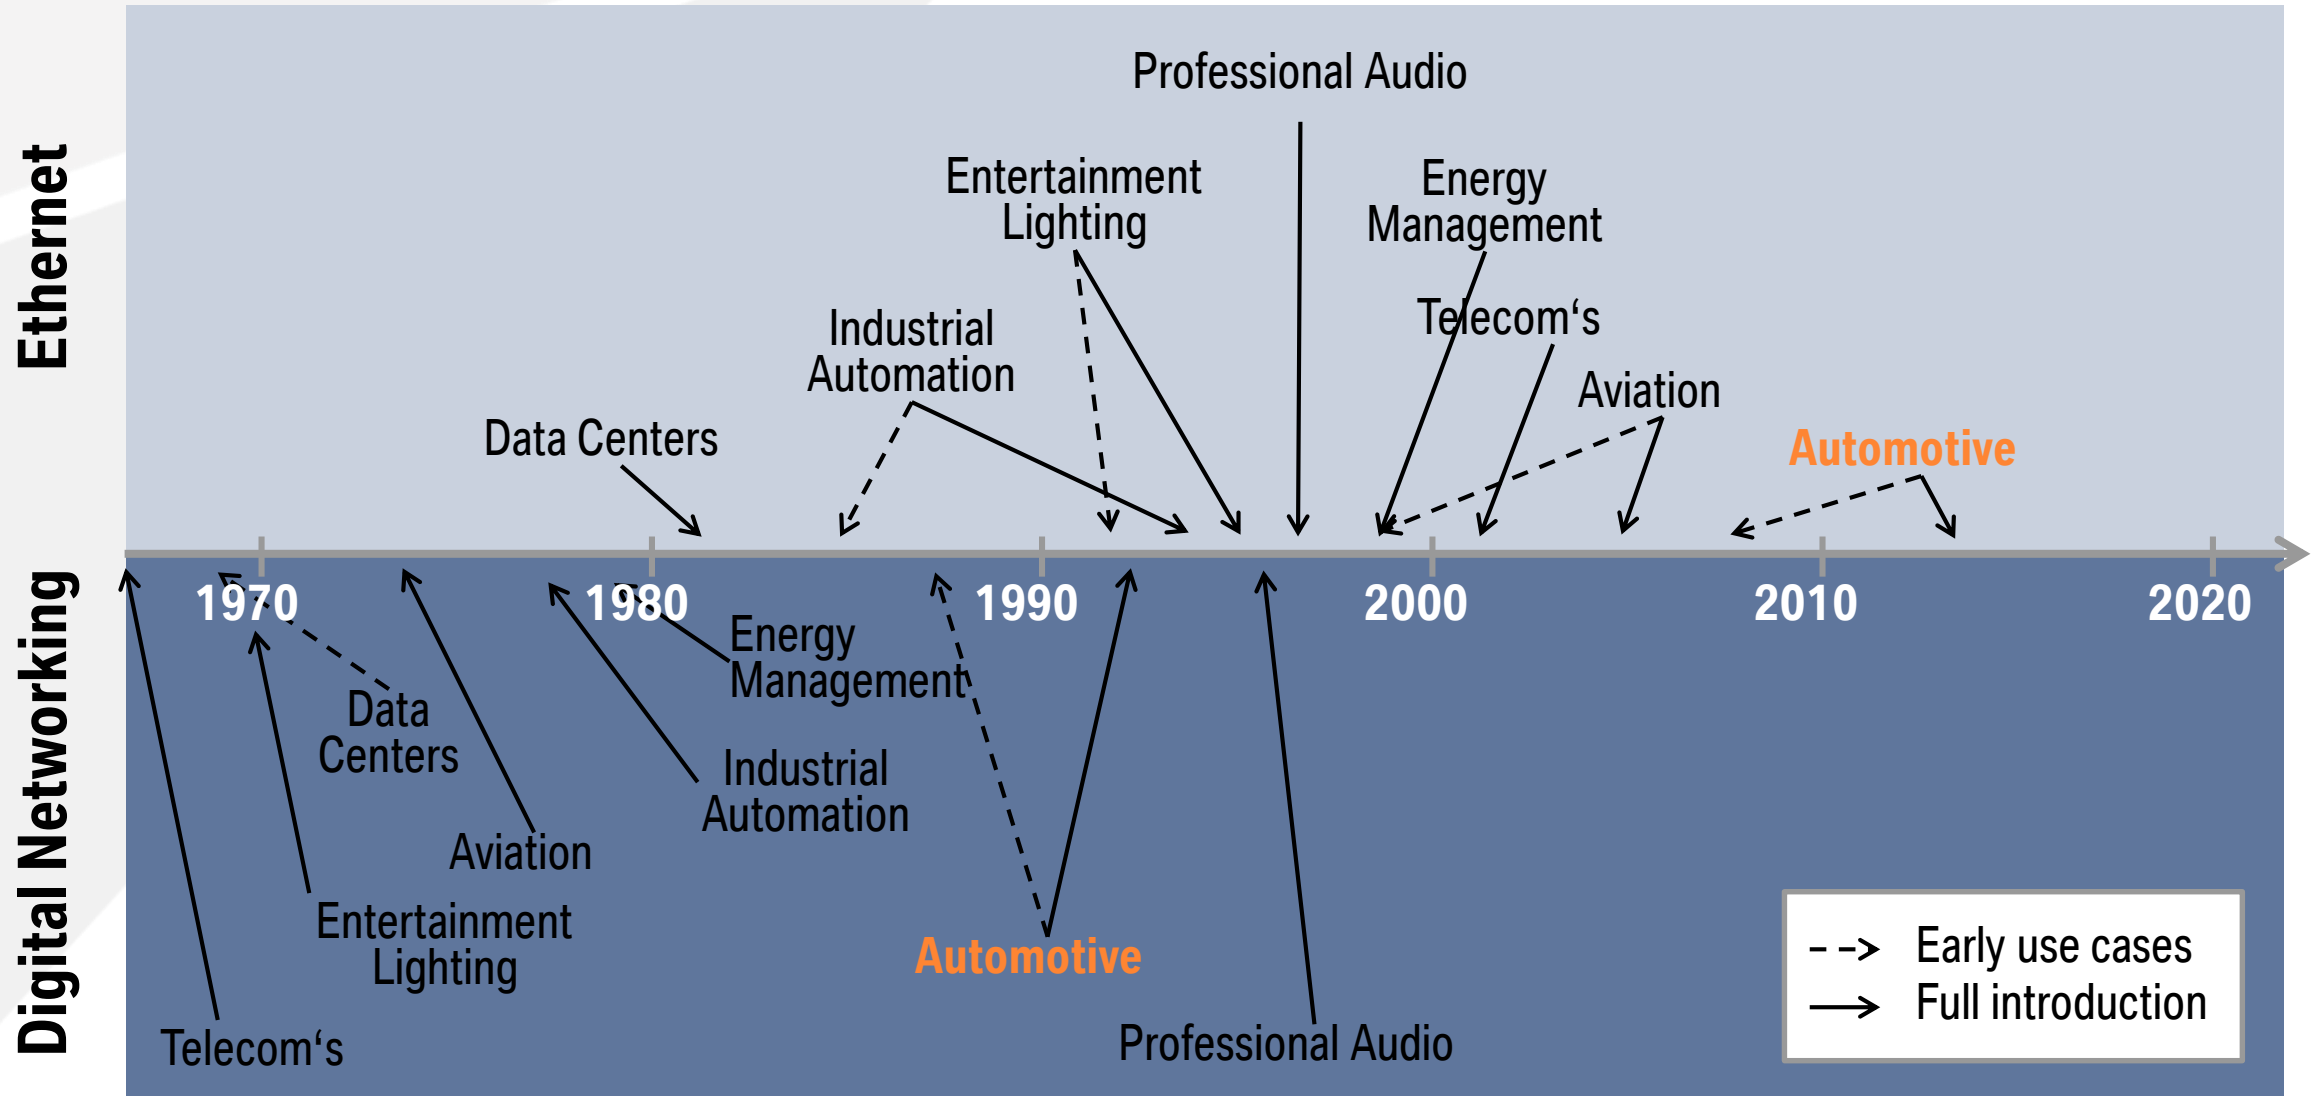 Ethernet
Professional Audio
Entertainment
Lighting
Energy
Management
Industrial
Automation
Telecom‘s
Aviation
Data Centers
Automotive
1970
1980
1990
2000
2010
2020
Digital Networking
Energy
Management
Data
Centers
Industrial
Automation
Aviation
Entertainment
Lighting
Automotive
Telecom‘s
Professional Audio
Early use cases
Full introduction